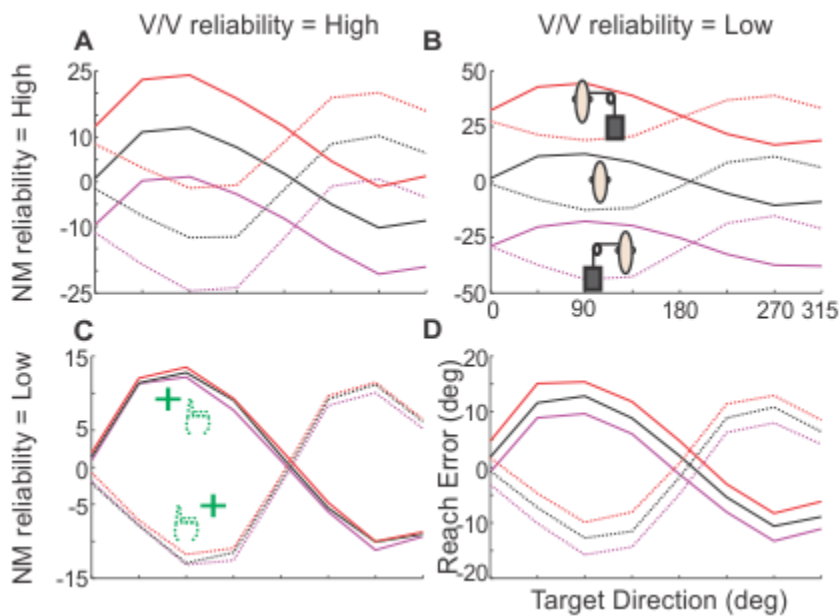 V/V reliability = High
V/V reliability = Low
A
B
NM reliability = High
25
10
0
-10
-25
50
25
0
-25
-50
0 90 180 270 315
C
D
NM reliability = Low
15
5
0
-5
-15
Reach Error (deg)
20
10
0
-10
-20
Target Direction (deg)